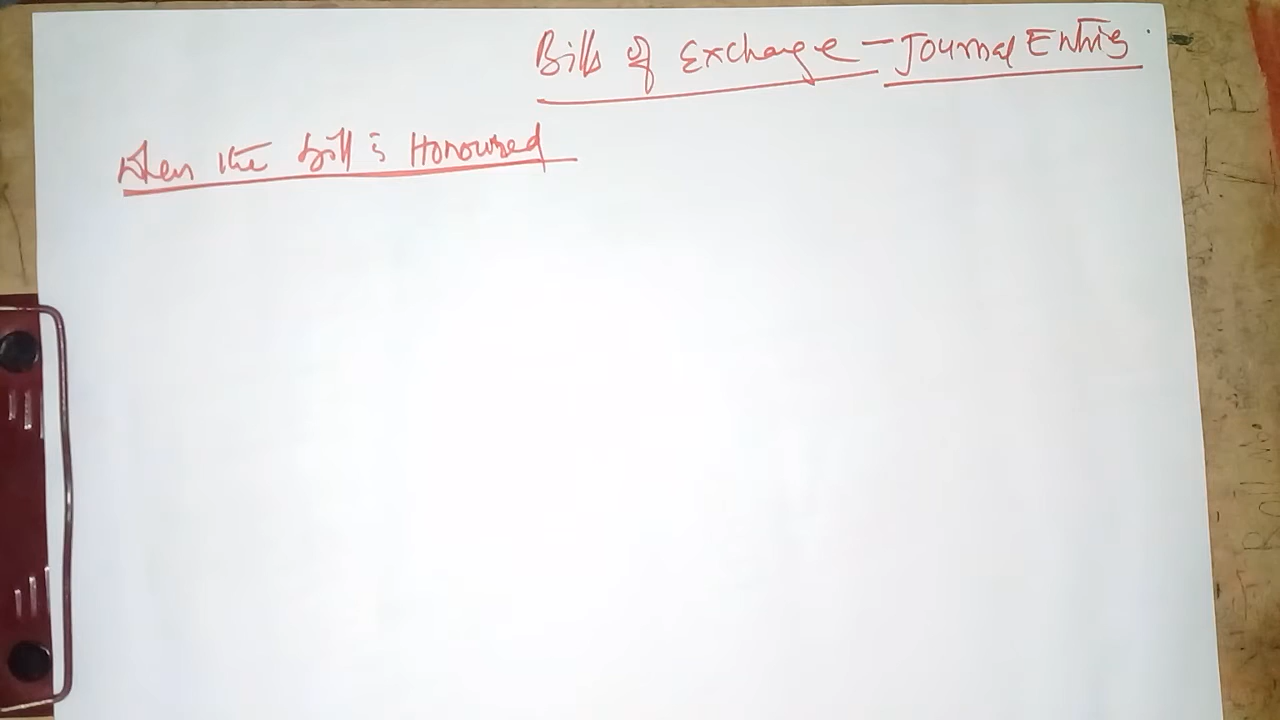 Bills of Exchange - Journal Entries
When the bill is Honoured